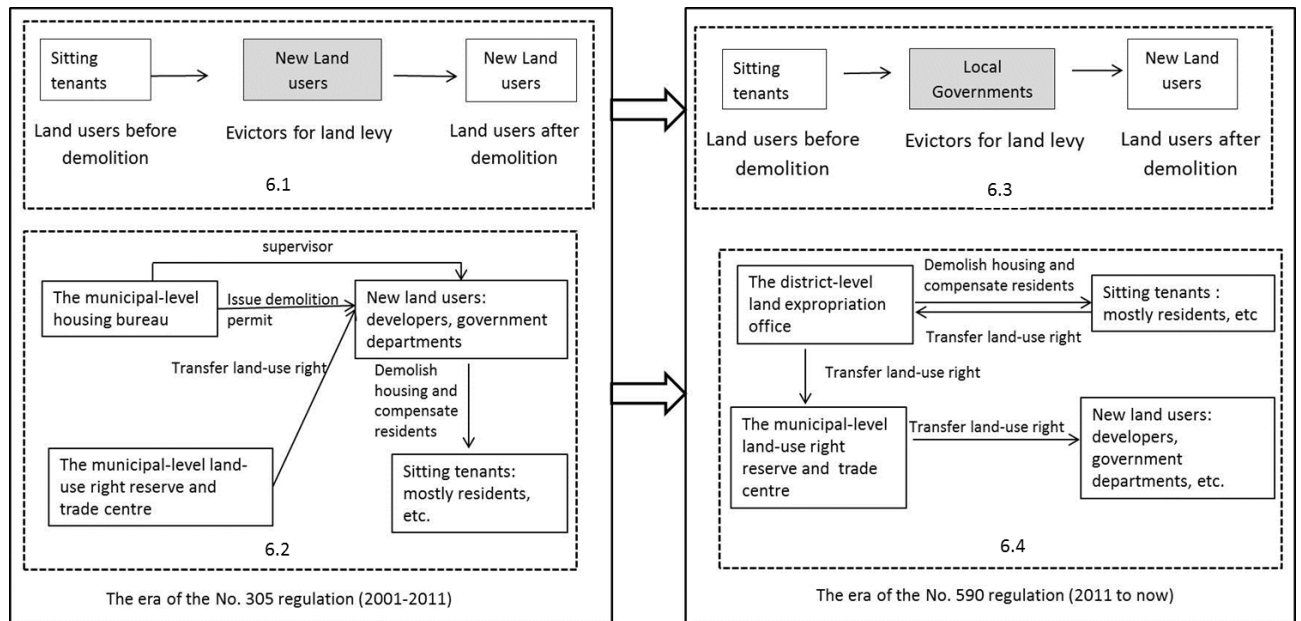 Sitting
tenants
New Land
users
New Land
users
Land users before
demolition
Evictors for land levy
Land users after
demolition
6.1
supervisor
The municipal-level
housing bureau
Issue demolition
permit
New land users:
developers, government
departments
Transfer land-use right
Demolish
housing and
compensate
residents
The municipal-level land-
use right reserve and
trade centre
Sitting tenants:
mostly residents,
etc.
6.2
The era of the No. 305 regulation (2001-2011)
Sitting
tenants
Local
Governments
New Land
users
Land users before
demolition
Evictors for land levy
Land users after
demolition
6.3
The district-level
land expropriation
office
Demolish housing and
compensate residents
Sitting tenants :
mostly residents, etc
Transfer land-use right
Transfer land-use right
The municipal-level
land-use right
reserve and trade
centre
Transfer land-use right
New land users:
developers,
government
departments, etc.
6.4
The era of the No. 590 regulation (2011 to now)